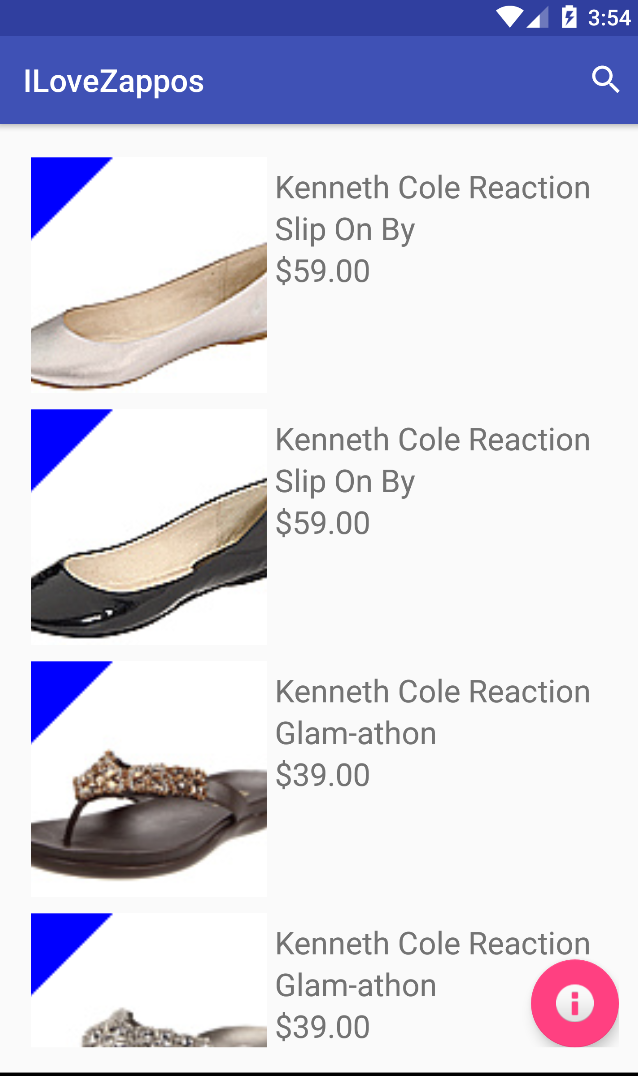 3:54
ILoveZappos
Kenneth Cole Reaction
Slip On By
$59.00
Kenneth Cole Reaction
Slip On By
$59.00
Kenneth Cole Reaction
Glam-athon
$39.00
Kenneth Cole Reaction
Glam-athon
$39.00